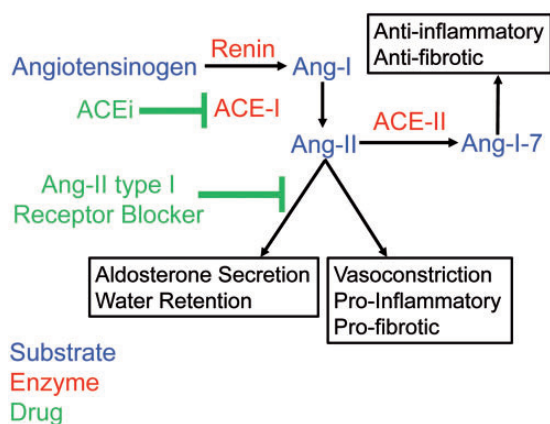 Renin
Anti-inflammatory
Anti-fibrotic
Angiotensinogen
Ang-I
ACEi
ACE-I
ACE-II
Ang-II
Ang-I-7
Ang-II type I
Receptor Blocker
Aldosterone Secretion
Water Retention
Vasoconstriction
Pro-Inflammatory
Pro-fibrotic
Substrate
Enzyme
Drug